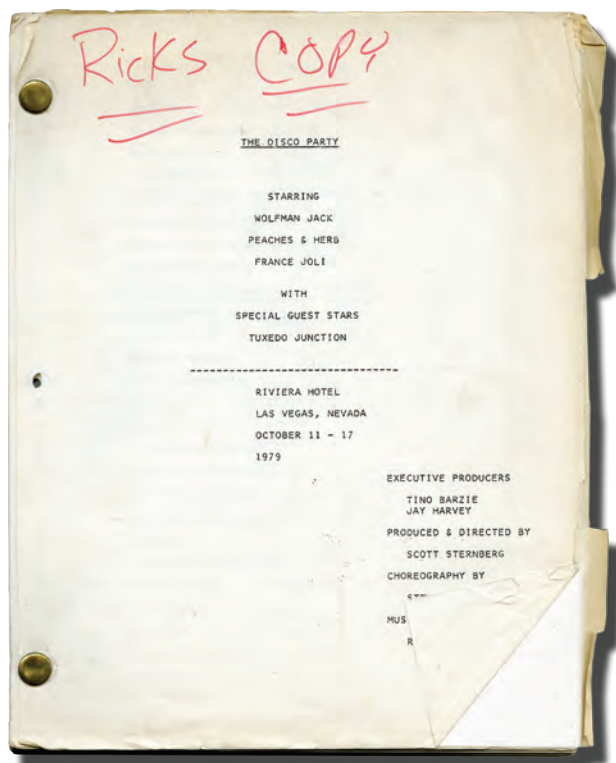 Ricks COPY
THE DISCO PARTY
STARRING
WOLFMAN JACK
PEACHES & HERB
FRANCE JOLI
WITH
SPECIAL GUEST STARS
TUXEDO JUNCTION
--------------------------------
RIVIERA HOTEL
LAS VEGAS, NEVADA
OCTOBER 11 - 17
1979
EXECUTIVE PRODUCERS
TINO BARZIE
JAY HARVEY
PRODUCED & DIRECTED BY
SCOTT STERNBERG
CHOREOGRAPHY BY
MUS
R